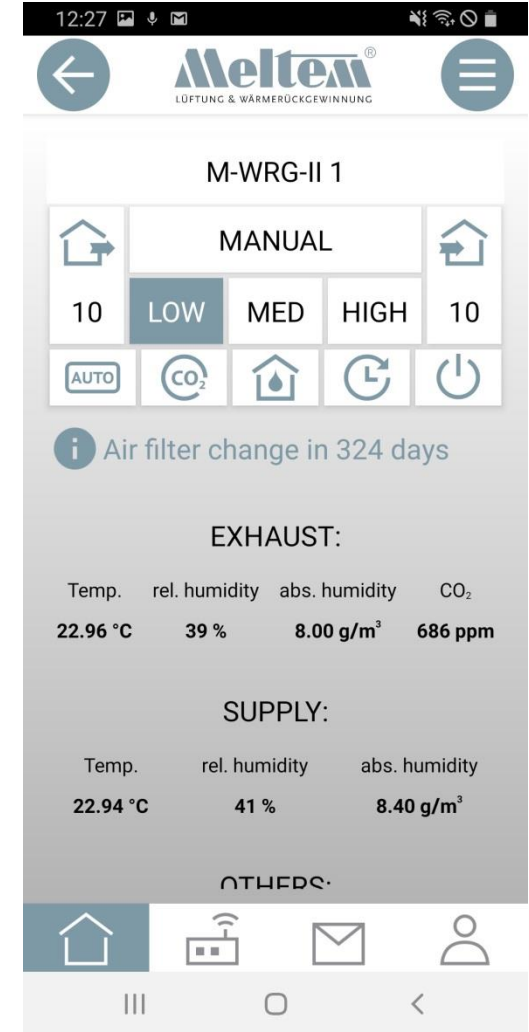 12:27
Meltem®
LÜFTUNG & WÄRMERÜCKGEWINNUNG
M-WRG-II 1
MANUAL
10 LOW MED HIGH 10
AUTO CO₂
i Air filter change in 324 days
EXHAUST:
Temp. rel. humidity abs. humidity CO₂
22.96 °C 39 % 8.00 g/m³ 686 ppm
SUPPLY:
Temp. rel. humidity abs. humidity
22.94 °C 41 % 8.40 g/m³
OTHERS: